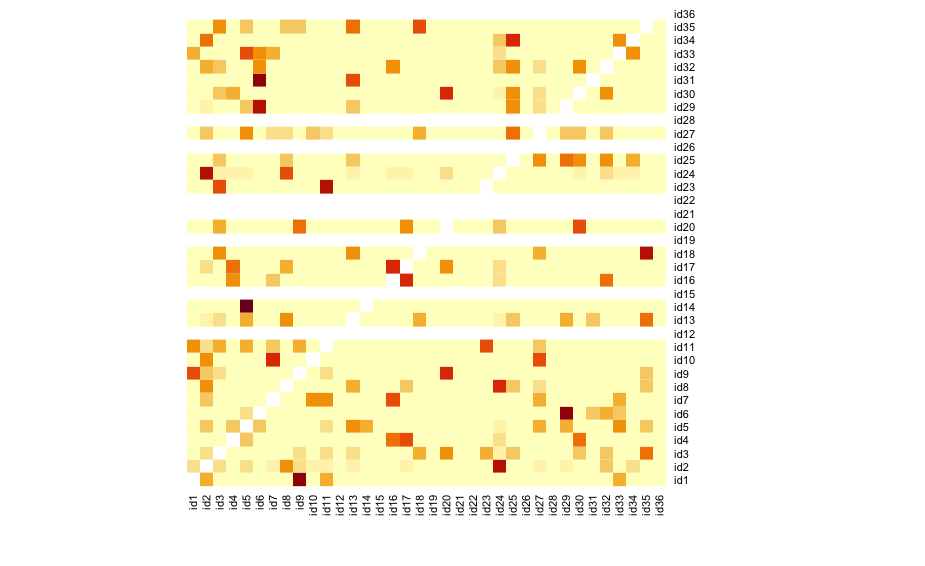 id36
id35
id34
id33
id32
id31
id30
id29
id28
id27
id26
id25
id24
id23
id22
id21
id20
id19
id18
id17
id16
id15
id14
id13
id12
id11
id10
id9
id8
id7
id6
id5
id4
id3
id2
id1
id1
id2
id3
id4
id5
id6
id7
id8
id9
id10
id11
id12
id13
id14
id15
id16
id17
id18
id19
id20
id21
id22
id23
id24
id25
id26
id27
id28
id29
id30
id31
id32
id33
id34
id35
id36